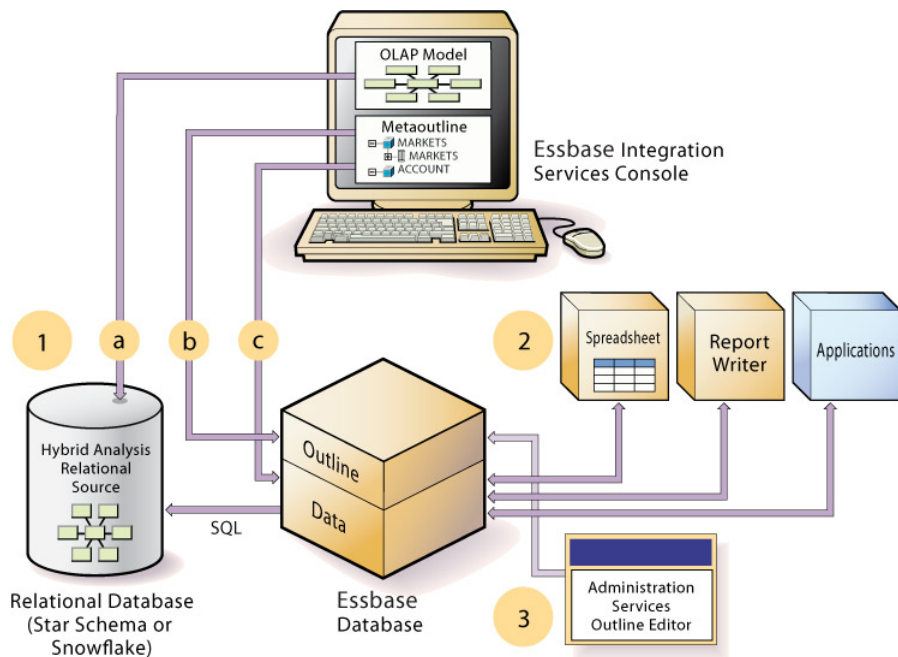 OLAP Model
Metaoutline
MARKETS
MARKETS
ACCOUNT
Essbase Integration
Services Console
1
a
b
c
2
Spreadsheet
Report
Writer
Applications
Hybrid Analysis
Relational
Source
SQL
Outline
Data
Relational Database
(Star Schema or
Snowflake)
Essbase
Database
3
Administration
Services
Outline Editor